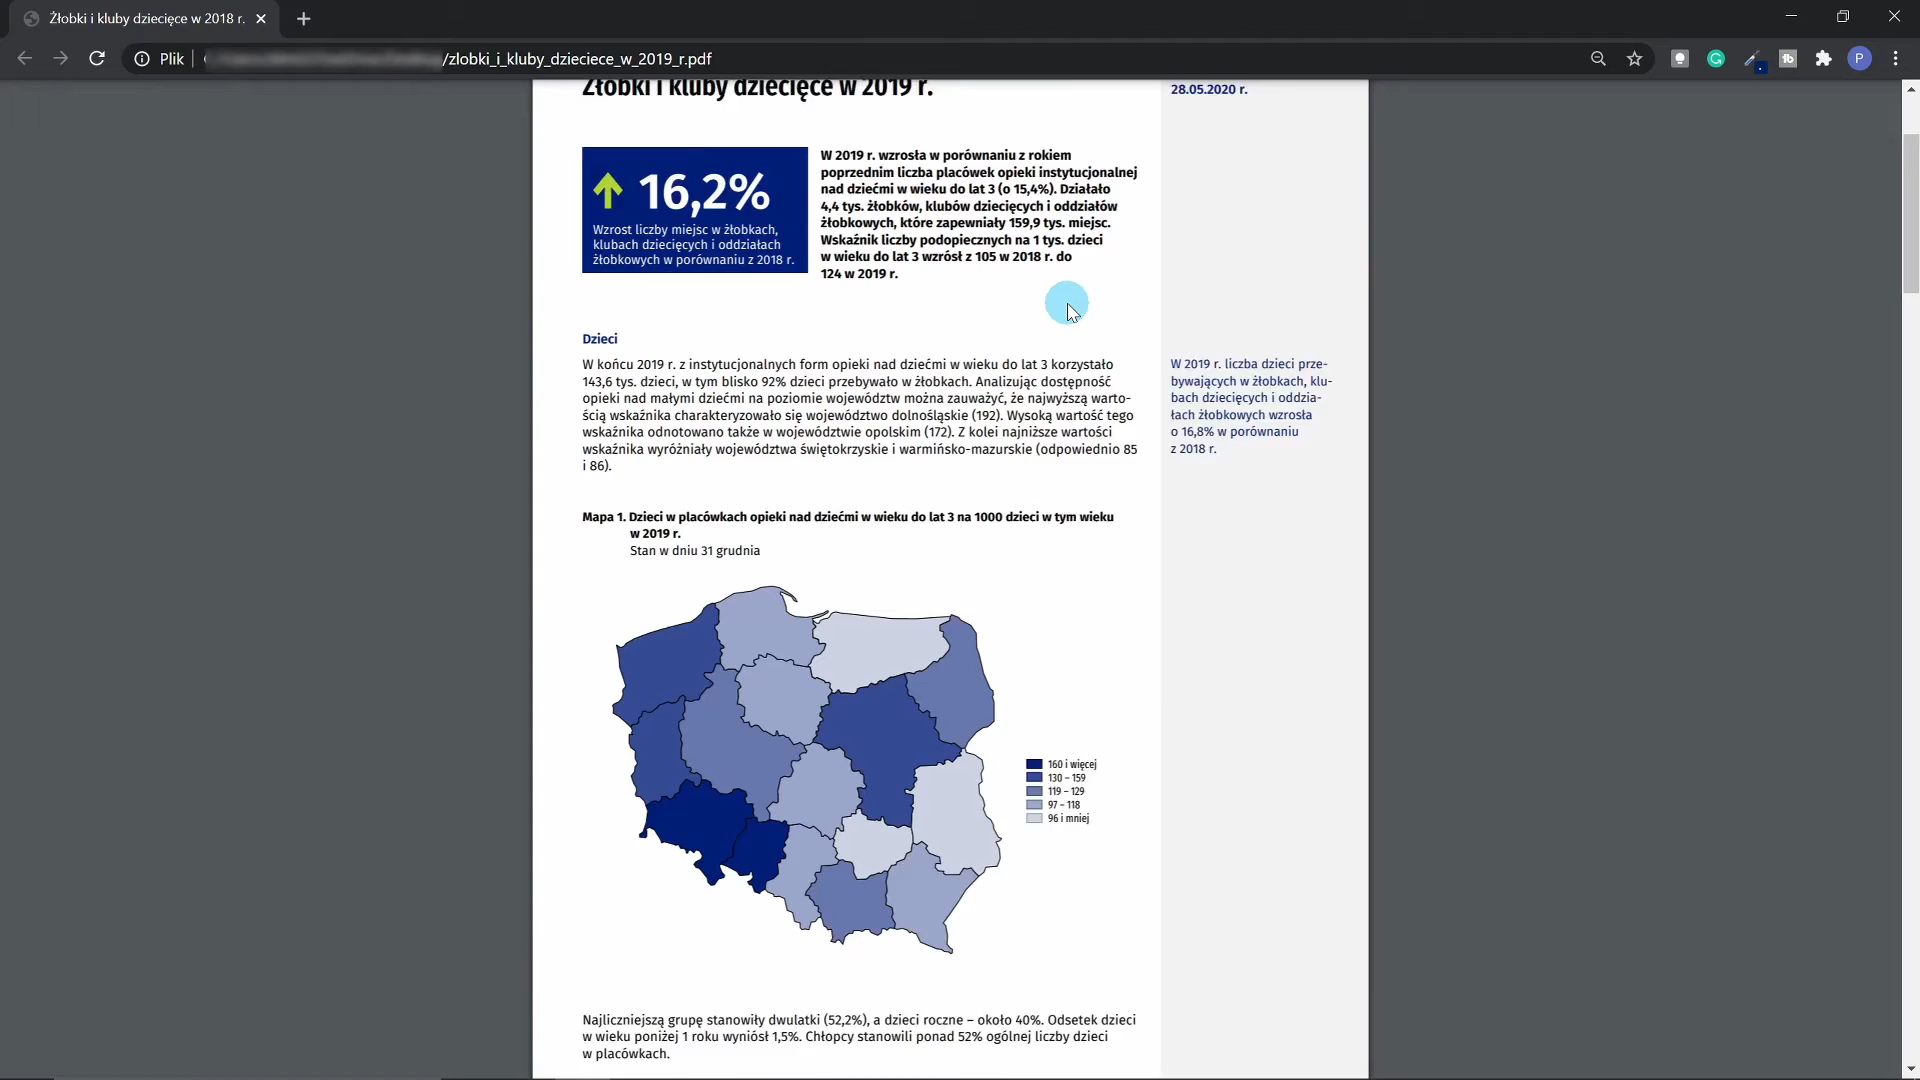 Żłobki i kluby dziecięce w 2018 r.
Plik
/zlobki_i_kluby_dzieciece_w_2019_r.pdf
P
Żłobki i kluby dziecięce w 2019 r.
28.05.2020 r.
16,2%
Wzrost liczby miejsc w żłobkach,
klubach dziecięcych i oddziałach
żłobkowych w porównaniu z 2018 r.
W 2019 r. wzrosła w porównaniu z rokiem
poprzednim liczba placówek opieki instytucjonalnej
nad dziećmi w wieku do lat 3 (o 15,4%). Działało
4,4 tys. żłobków, klubów dziecięcych i oddziałów
żłobkowych, które zapewniały 159,9 tys. miejsc.
Wskaźnik liczby podopiecznych na 1 tys. dzieci
w wieku do lat 3 wzrósł z 105 w 2018 r. do
124 w 2019 r.
Dzieci
W końcu 2019 r. z instytucjonalnych form opieki nad dziećmi w wieku do lat 3 korzystało
143,6 tys. dzieci, w tym blisko 92% dzieci przebywało w żłobkach. Analizując dostępność
opieki nad małymi dziećmi na poziomie województw można zauważyć, że najwyższą warto-
ścią wskaźnika charakteryzowało się województwo dolnośląskie (192). Wysoką wartość tego
wskaźnika odnotowano także w województwie opolskim (172). Z kolei najniższe wartości
wskaźnika wyróżniały województwa świętokrzyskie i warmińsko-mazurskie (odpowiednio 85
i 86).
W 2019 r. liczba dzieci prze-
bywających w żłobkach, klu-
bach dziecięcych i oddzia-
łach żłobkowych wzrosła
o 16,8% w porównaniu
z 2018 r.
Mapa 1. Dzieci w placówkach opieki nad dziećmi w wieku do lat 3 na 1000 dzieci w tym wieku
w 2019 r.
Stan w dniu 31 grudnia
160 i więcej
130 – 159
119 – 129
97 – 118
96 i mniej
Najliczniejszą grupę stanowiły dwulatki (52,2%), a dzieci roczne – około 40%. Odsetek dzieci
w wieku poniżej 1 roku wyniósł 1,5%. Chłopcy stanowili ponad 52% ogólnej liczby dzieci
w placówkach.